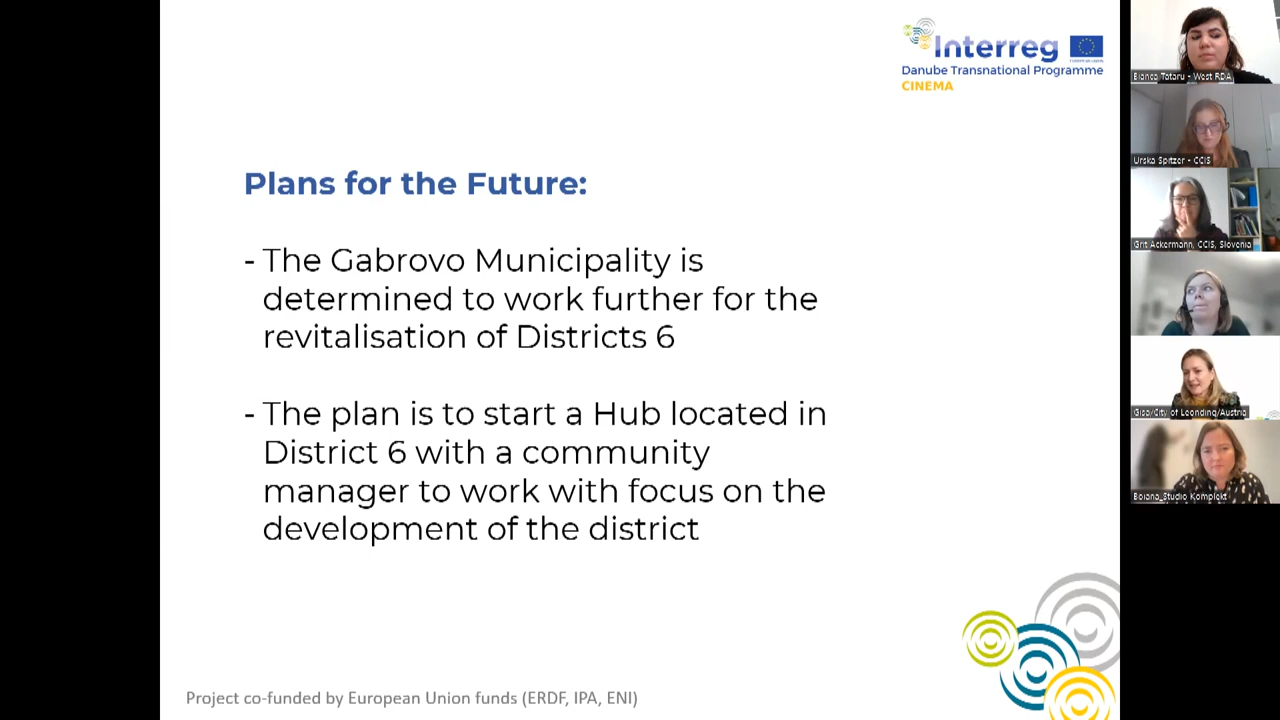 Interreg
Danube Transnational Programme
CINEMA
Plans for the Future:
- The Gabrovo Municipality is
determined to work further for the
revitalisation of Districts 6
- The plan is to start a Hub located in
District 6 with a community
manager to work with focus on the
development of the district
Project co-funded by European Union funds (ERDF, IPA, ENI)
Bianca Tataru - West RDA
Urska Spitzer - CCIS
Grit Ackermann, CCIS, Slovenia
Gisa/City of Leonding/Austria
Boiana_Studio Komplekt